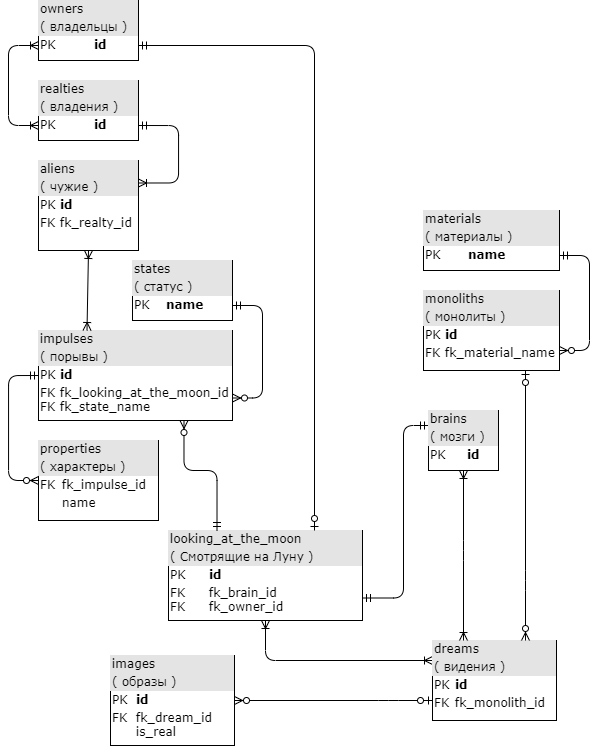 owners
( владельцы )
PK id
realties
( владения )
PK id
aliens
( чужие )
PK id
FK fk_realty_id
materials
( материалы )
PK name
states
( статус )
PK name
monoliths
( монолиты )
PK id
FK fk_material_name
impulses
( порывы )
PK id
FK fk_looking_at_the_moon_id
FK fk_state_name
brains
( мозги )
PK id
properties
( характеры )
FK fk_impulse_id
name
looking_at_the_moon
( Смотрящие на Луну )
PK id
FK fk_brain_id
FK fk_owner_id
dreams
( видения )
PK id
FK fk_monolith_id
images
( образы )
PK id
FK fk_dream_id
is_real